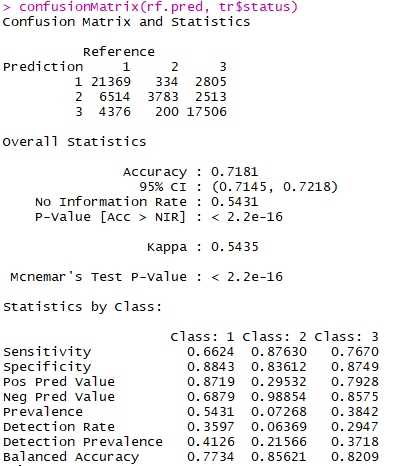 > confusionMatrix(rf.pred, tr$status)
Confusion Matrix and Statistics
Reference
Prediction 1 2 3
1 21369 334 2805
2 6514 3783 2513
3 4376 200 17506
Overall Statistics
Accuracy : 0.7181
95% CI : (0.7145, 0.7218)
No Information Rate : 0.5431
P-Value [Acc > NIR] : < 2.2e-16
Kappa : 0.5435
Mcnemar's Test P-Value : < 2.2e-16
Statistics by Class:
Class: 1 Class: 2 Class: 3
Sensitivity 0.6624 0.87630 0.7670
Specificity 0.8843 0.83612 0.8749
Pos Pred Value 0.8719 0.29532 0.7928
Neg Pred Value 0.6879 0.98854 0.8575
Prevalence 0.5431 0.07268 0.3842
Detection Rate 0.3597 0.06369 0.2947
Detection Prevalence 0.4126 0.21566 0.3718
Balanced Accuracy 0.7734 0.85621 0.8209